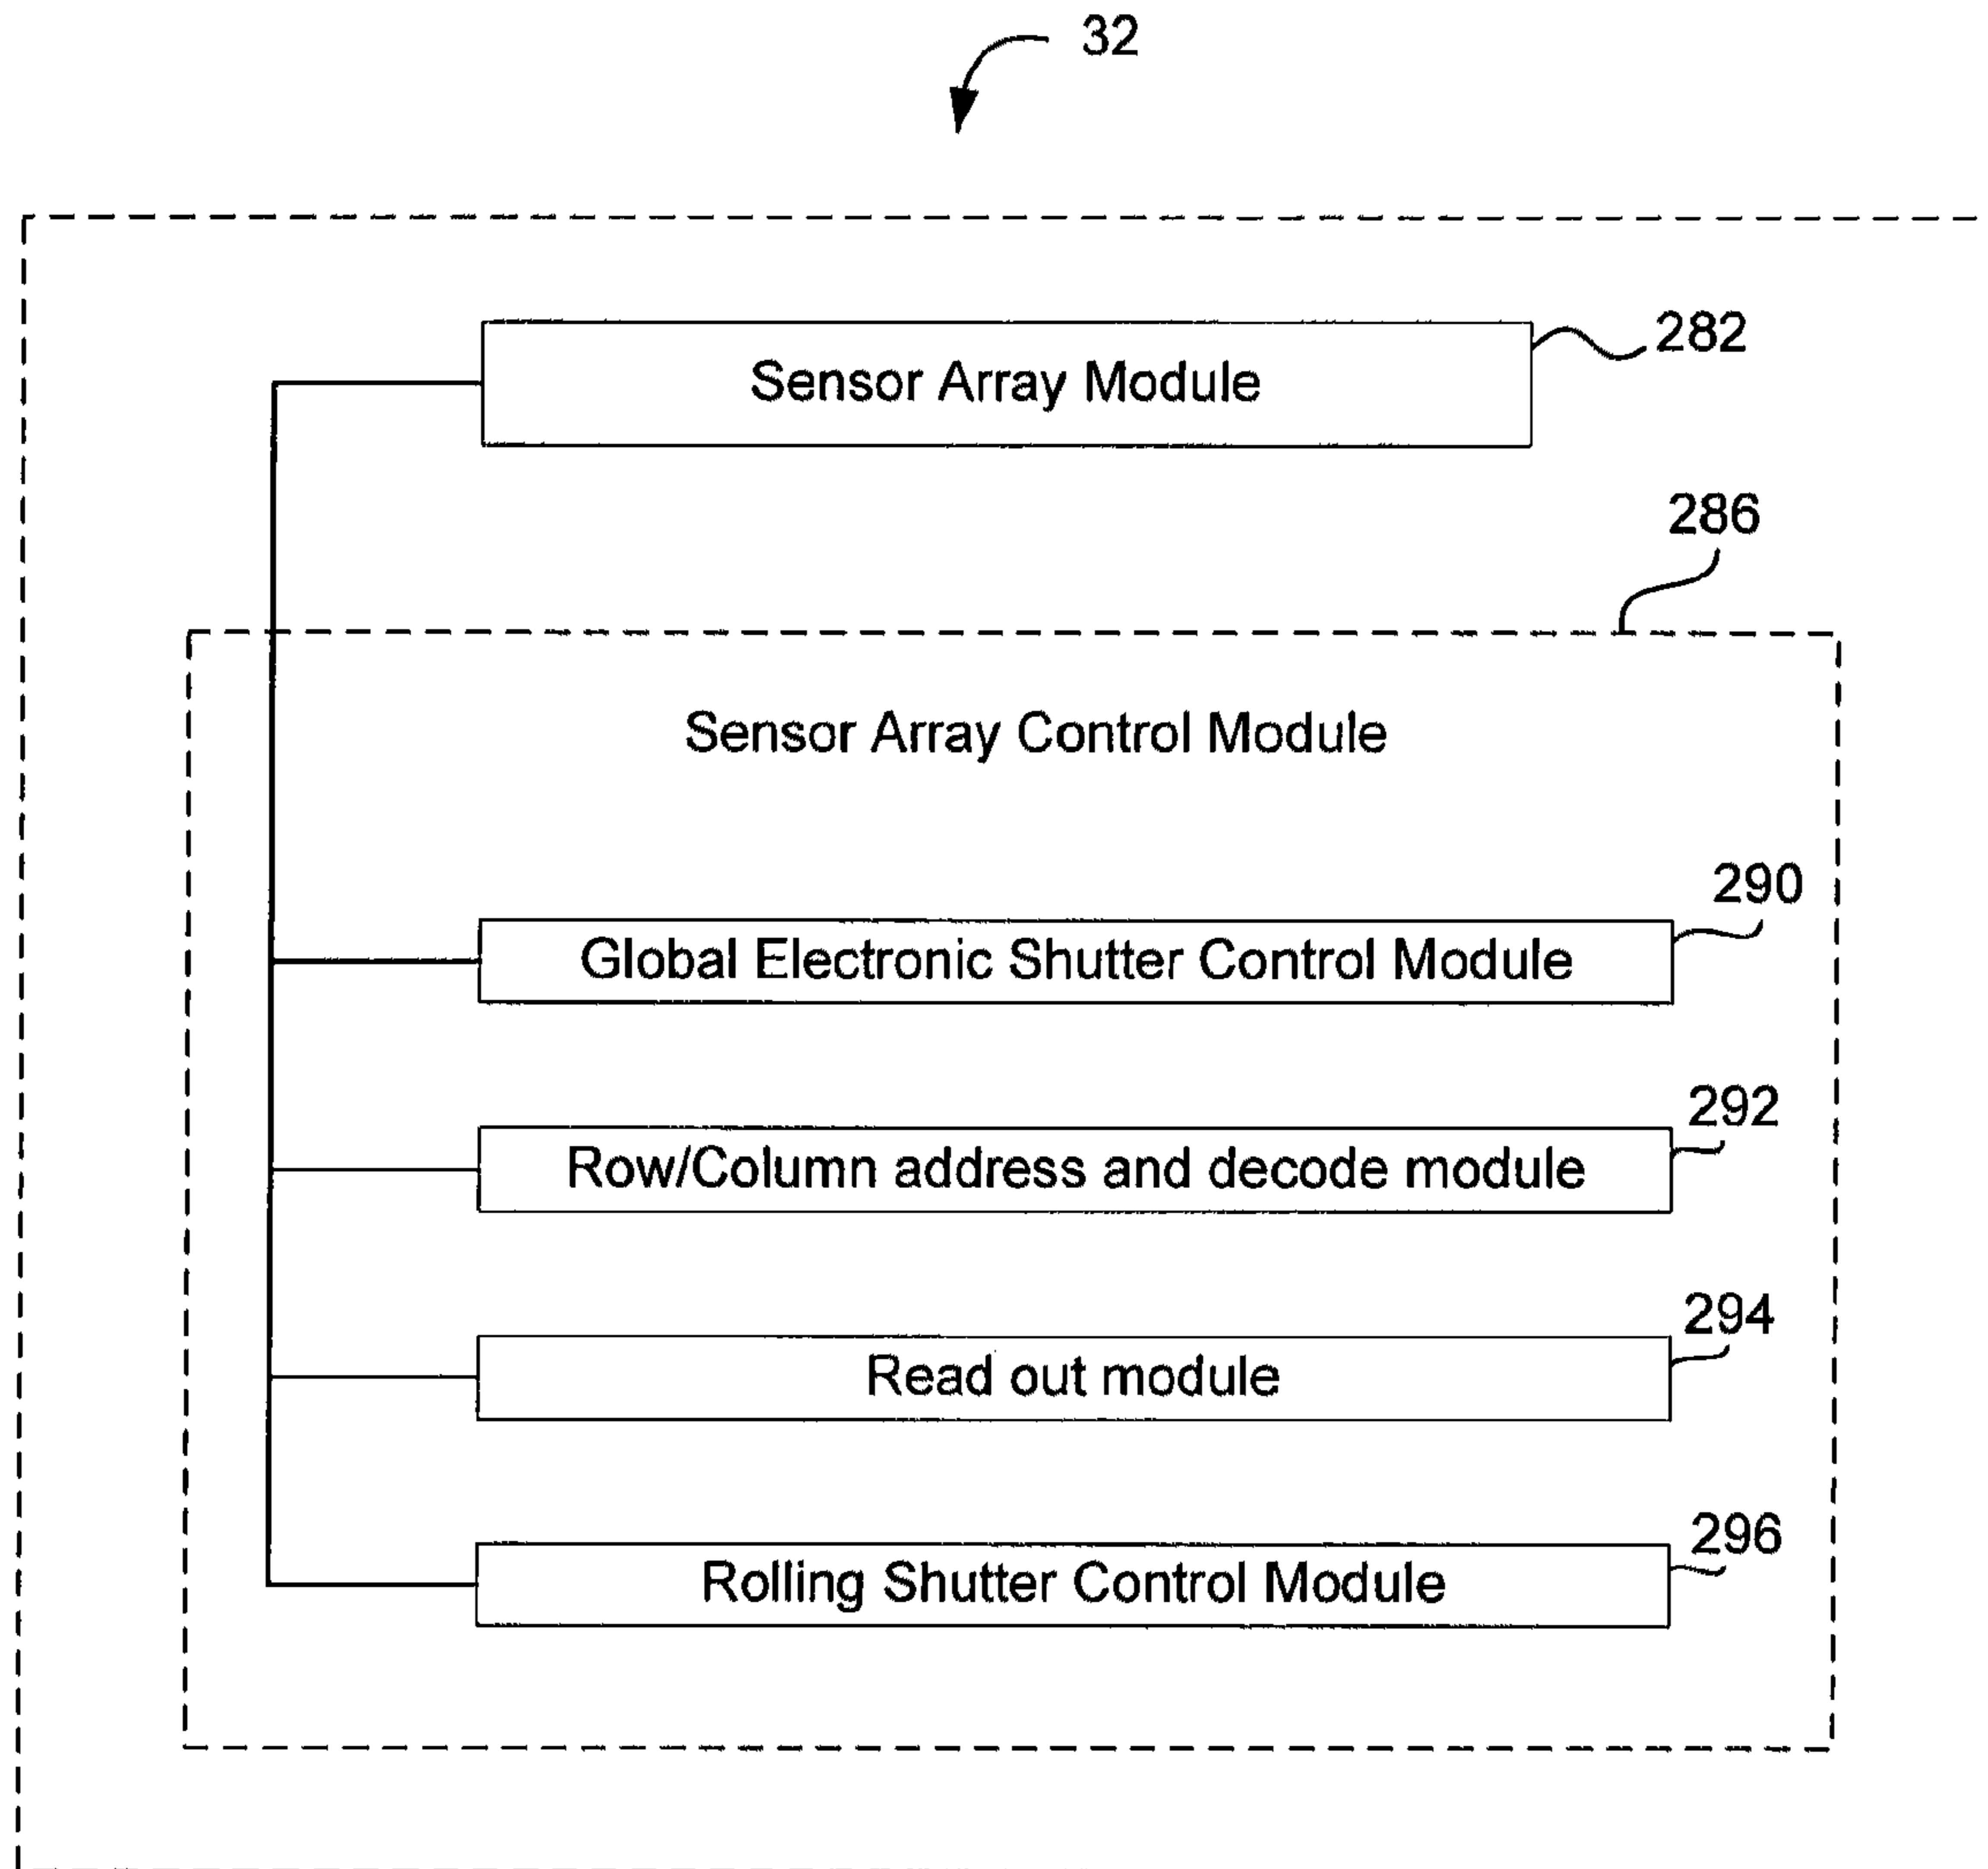 32
Sensor Array Module
282
286
Sensor Array Control Module
290
Global Electronic Shutter Control Module
292
Row/Column address and decode module
294
Read out module
296
Rolling Shutter Control Module